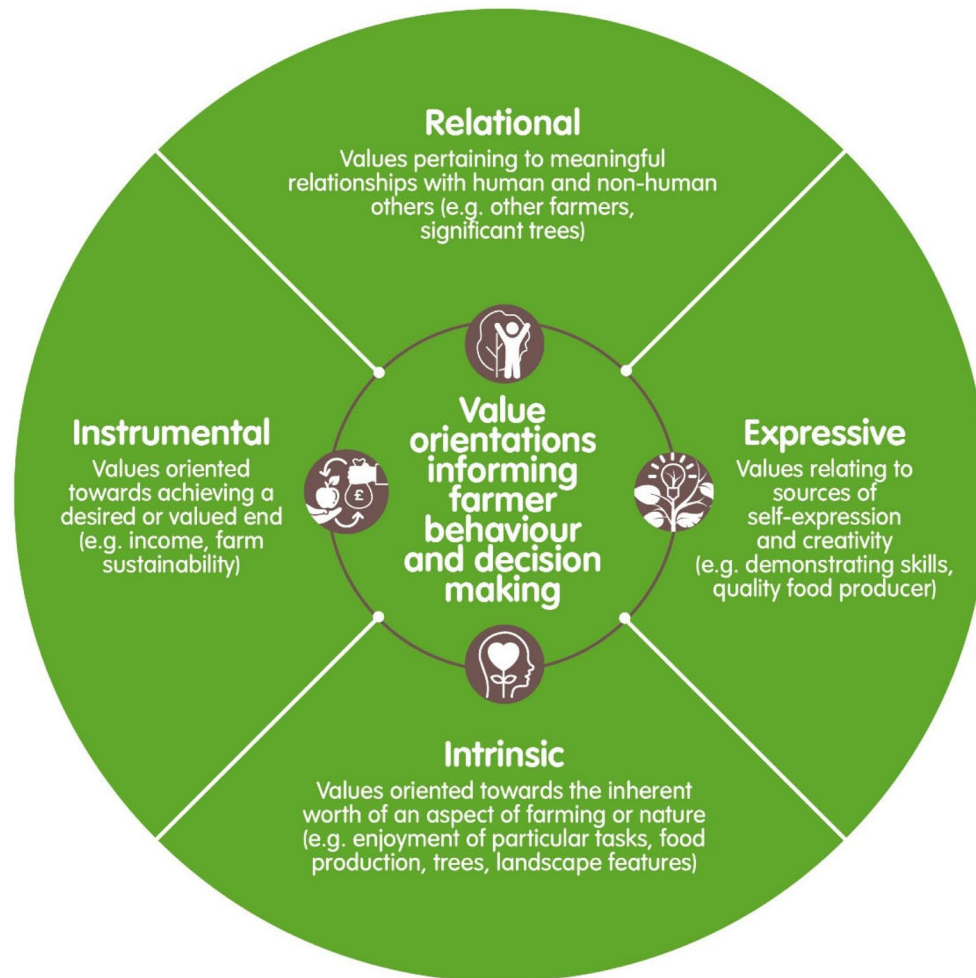 Relational
Values pertaining to meaningful
relationships with human and non-human
others (e.g. other farmers,
significant trees)
Instrumental
Values oriented
towards achieving a
desired or valued end
(e.g. income, farm
sustainability)
£
Value
orientations
informing
farmer
behaviour
and decision
making
Expressive
Values relating to
sources of
self-expression
and creativity
(e.g. demonstrating skills,
quality food producer)
Intrinsic
Values oriented towards the inherent
worth of an aspect of farming or nature
(e.g. enjoyment of particular tasks, food
production, trees, landscape features)